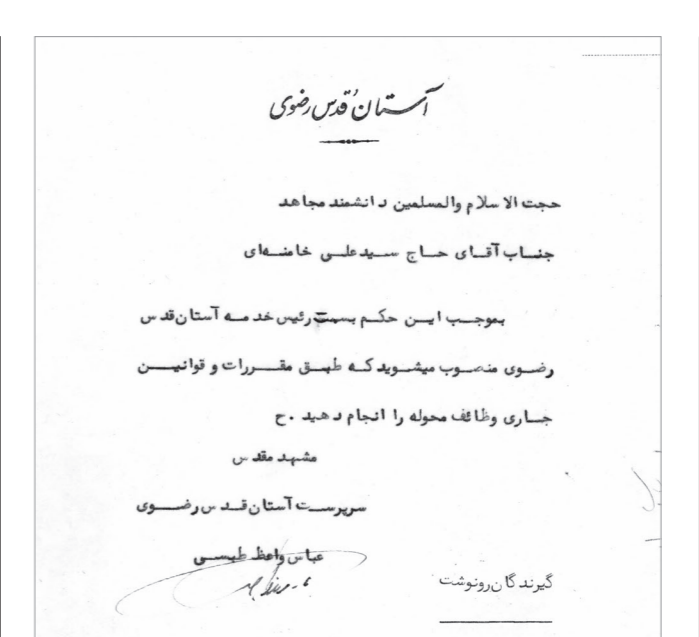 آستان قدس رضوی
حجت الاسلام والمسلمین دانشمند مجاهد
جناب آقای حاج سیدعلی خامنه‌ای
بموجب این حکم بسمت رئیس خدمه آستان قدس
رضوی منصوب میشوید که طبق مقررات و قوانین
جاری وظائف محوله را انجام دهید .ح
مشهد مقدس
سرپرست آستان قدس رضوی
عباس واعظ طبسی
گیرندگان رونوشت